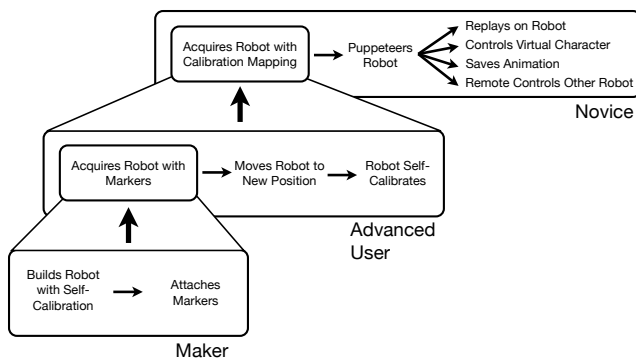 Acquires Robot with
Calibration Mapping
Puppeteers
Robot
Replays on Robot
Controls Virtual Character
Saves Animation
Remote Controls Other Robot
Novice
Acquires Robot with
Markers
Moves Robot to
New Position
Robot Self-
Calibrates
Advanced
User
Builds Robot
with Self-
Calibration
Attaches
Markers
Maker